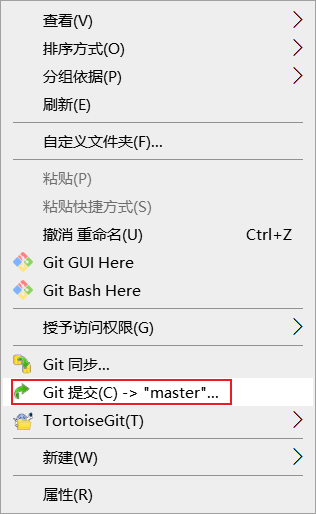 查看(V)
排序方式(O)
分组依据(P)
刷新(E)
自定义文件夹(F)...
粘贴(P)
粘贴快捷方式(S)
撤消 重命名(U) Ctrl+Z
Git GUI Here
Git Bash Here
授予访问权限(G)
Git 同步...
Git 提交(C) -> "master"...
TortoiseGit(T)
新建(W)
属性(R)